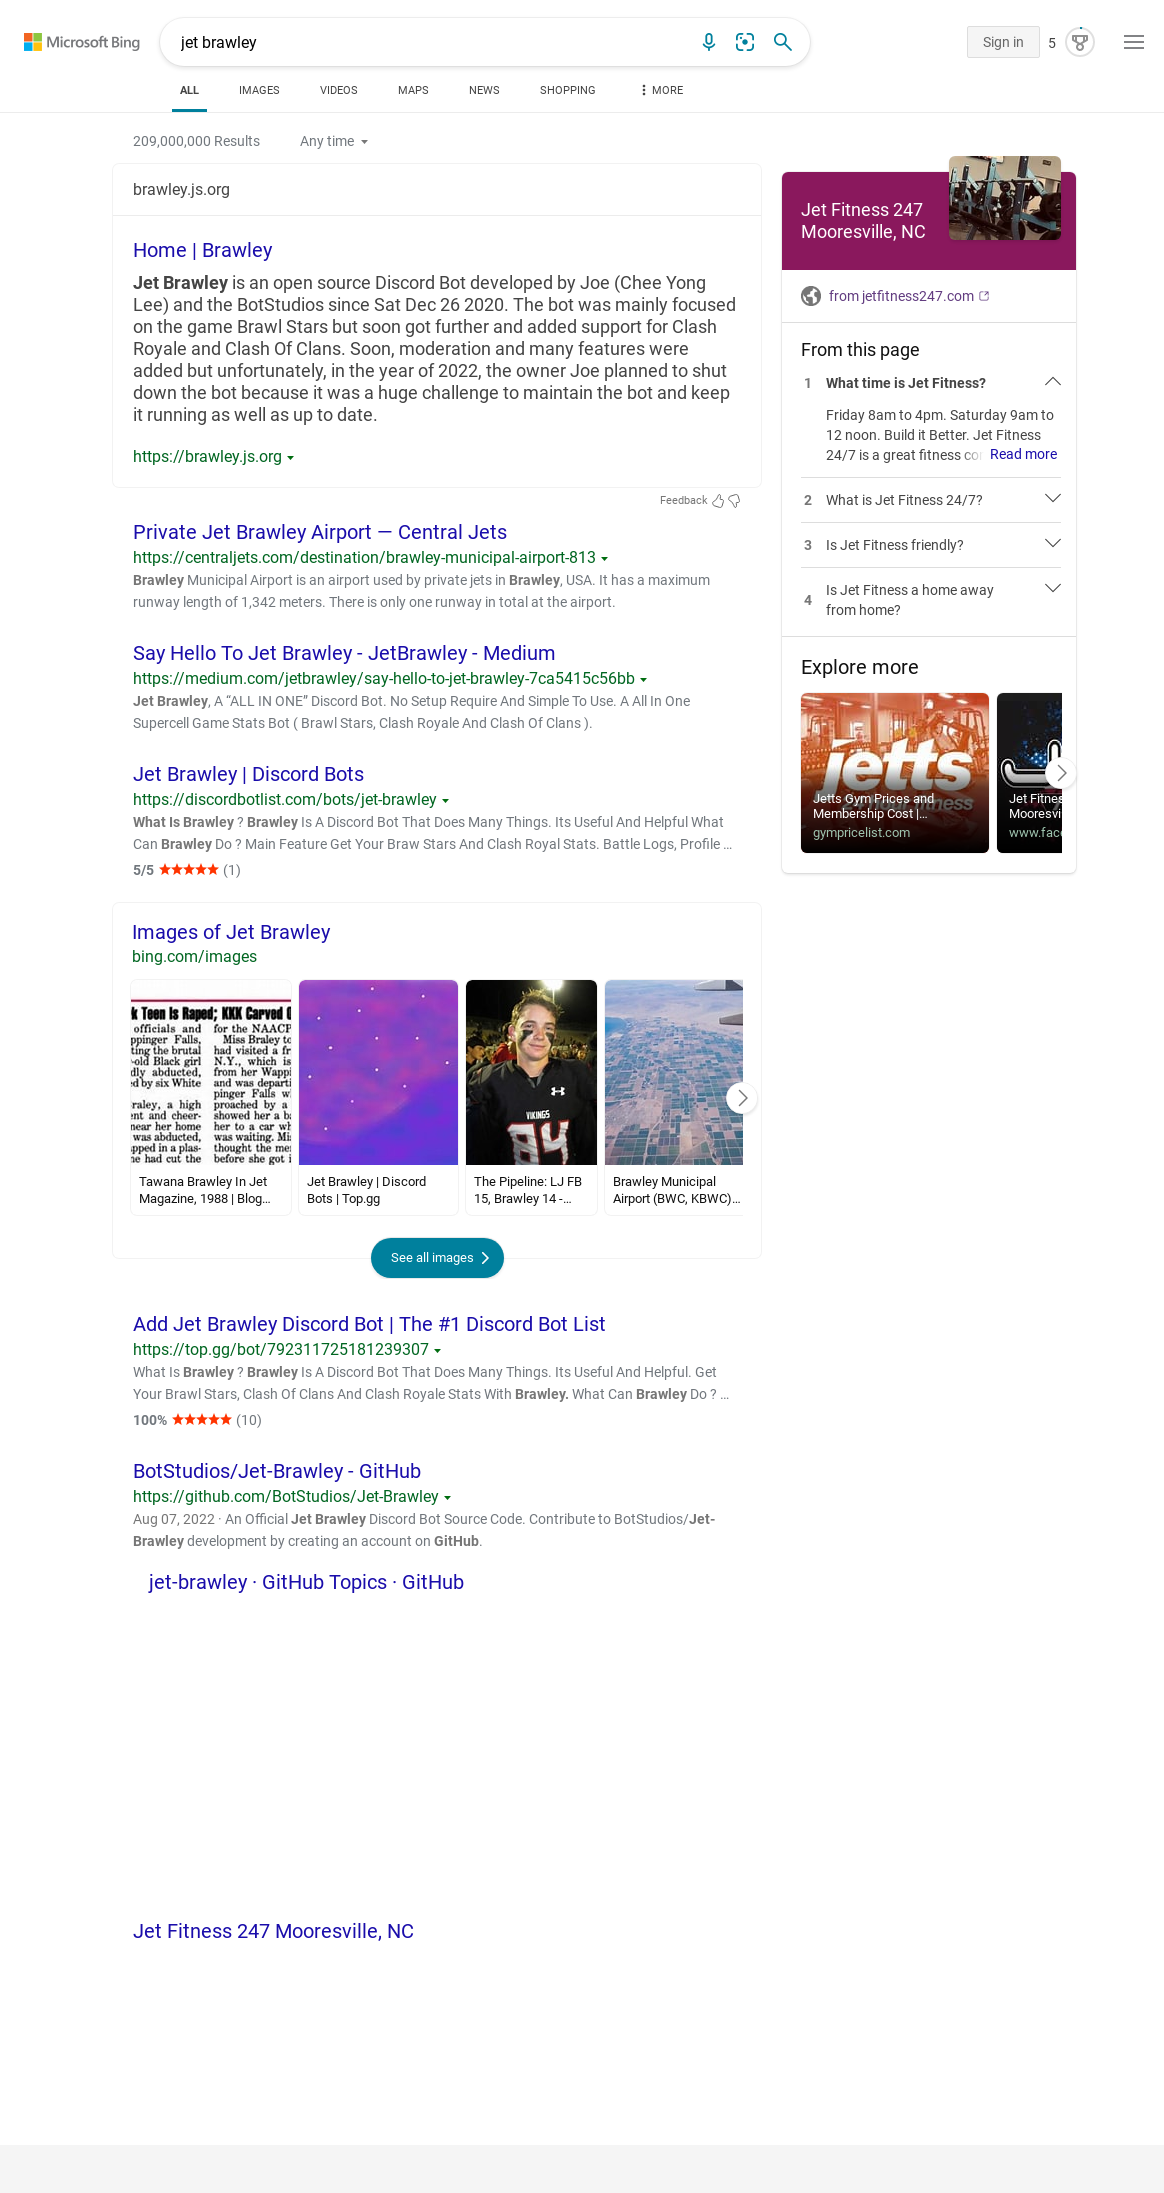 Microsoft Bing
jet brawley
Sign in
5
ALL
IMAGES
VIDEOS
MAPS
NEWS
SHOPPING
MORE
209,000,000 Results
Any time
brawley.js.org
Home | Brawley
Jet Brawley is an open source Discord Bot developed by Joe (Chee Yong
Lee) and the BotStudios since Sat Dec 26 2020. The bot was mainly focused
on the game Brawl Stars but soon got further and added support for Clash
Royale and Clash Of Clans. Soon, moderation and many features were
added but unfortunately, in the year of 2022, the owner Joe planned to shut
down the bot because it was a huge challenge to maintain the bot and keep
it running as well as up to date.
https://brawley.js.org
Feedback
Private Jet Brawley Airport — Central Jets
https://centraljets.com/destination/brawley-municipal-airport-813
Brawley Municipal Airport is an airport used by private jets in Brawley, USA. It has a maximum
runway length of 1,342 meters. There is only one runway in total at the airport.
Say Hello To Jet Brawley - JetBrawley - Medium
https://medium.com/jetbrawley/say-hello-to-jet-brawley-7ca5415c56bb
Jet Brawley, A “ALL IN ONE” Discord Bot. No Setup Require And Simple To Use. A All In One
Supercell Game Stats Bot ( Brawl Stars, Clash Royale And Clash Of Clans ).
Jet Brawley | Discord Bots
https://discordbotlist.com/bots/jet-brawley
What Is Brawley ? Brawley Is A Discord Bot That Does Many Things. Its Useful And Helpful What
Can Brawley Do ? Main Feature Get Your Braw Stars And Clash Royal Stats. Battle Logs, Profile ...
5/5 (1)
Images of Jet Brawley
bing.com/images
k Teen Is Raped; KKK Carved
officials and
ppinger Falls,
ting the brutal
-old Black girl
dly abducted,
ed by six White
raley, a high
ent and cheer-
near her home
was abducted,
pped in a plas-
ne had cut the
for the NAACP
Miss Braley to
had visited a fr
N.Y., which is
from her Wappi
and was departi
pinger Falls w
proached by a
showed her a ba
her to a car wh
was waiting. Mis
thought the mer
before she got i
VIKINGS
84
Tawana Brawley In Jet
Magazine, 1988 | Blog...
Jet Brawley | Discord
Bots | Top.gg
The Pipeline: LJ FB
15, Brawley 14 -...
Brawley Municipal
Airport (BWC, KBWC)...
See all images
Add Jet Brawley Discord Bot | The #1 Discord Bot List
https://top.gg/bot/792311725181239307
What Is Brawley ? Brawley Is A Discord Bot That Does Many Things. Its Useful And Helpful. Get
Your Brawl Stars, Clash Of Clans And Clash Royale Stats With Brawley. What Can Brawley Do ? ...
100% (10)
BotStudios/Jet-Brawley - GitHub
https://github.com/BotStudios/Jet-Brawley
Aug 07, 2022 · An Official Jet Brawley Discord Bot Source Code. Contribute to BotStudios/Jet-
Brawley development by creating an account on GitHub.
jet-brawley · GitHub Topics · GitHub
Jet Fitness 247 Mooresville, NC
Jet Fitness 247
Mooresville, NC
from jetfitness247.com
From this page
1 What time is Jet Fitness?
Friday 8am to 4pm. Saturday 9am to
12 noon. Build it Better. Jet Fitness
24/7 is a great fitness co Read more
2 What is Jet Fitness 24/7?
3 Is Jet Fitness friendly?
4 Is Jet Fitness a home away
from home?
Explore more
jetts
24 hour fitness
Jetts Gym Prices and
Membership Cost |...
gympricelist.com
Jet Fitnes
Mooresvi
www.face